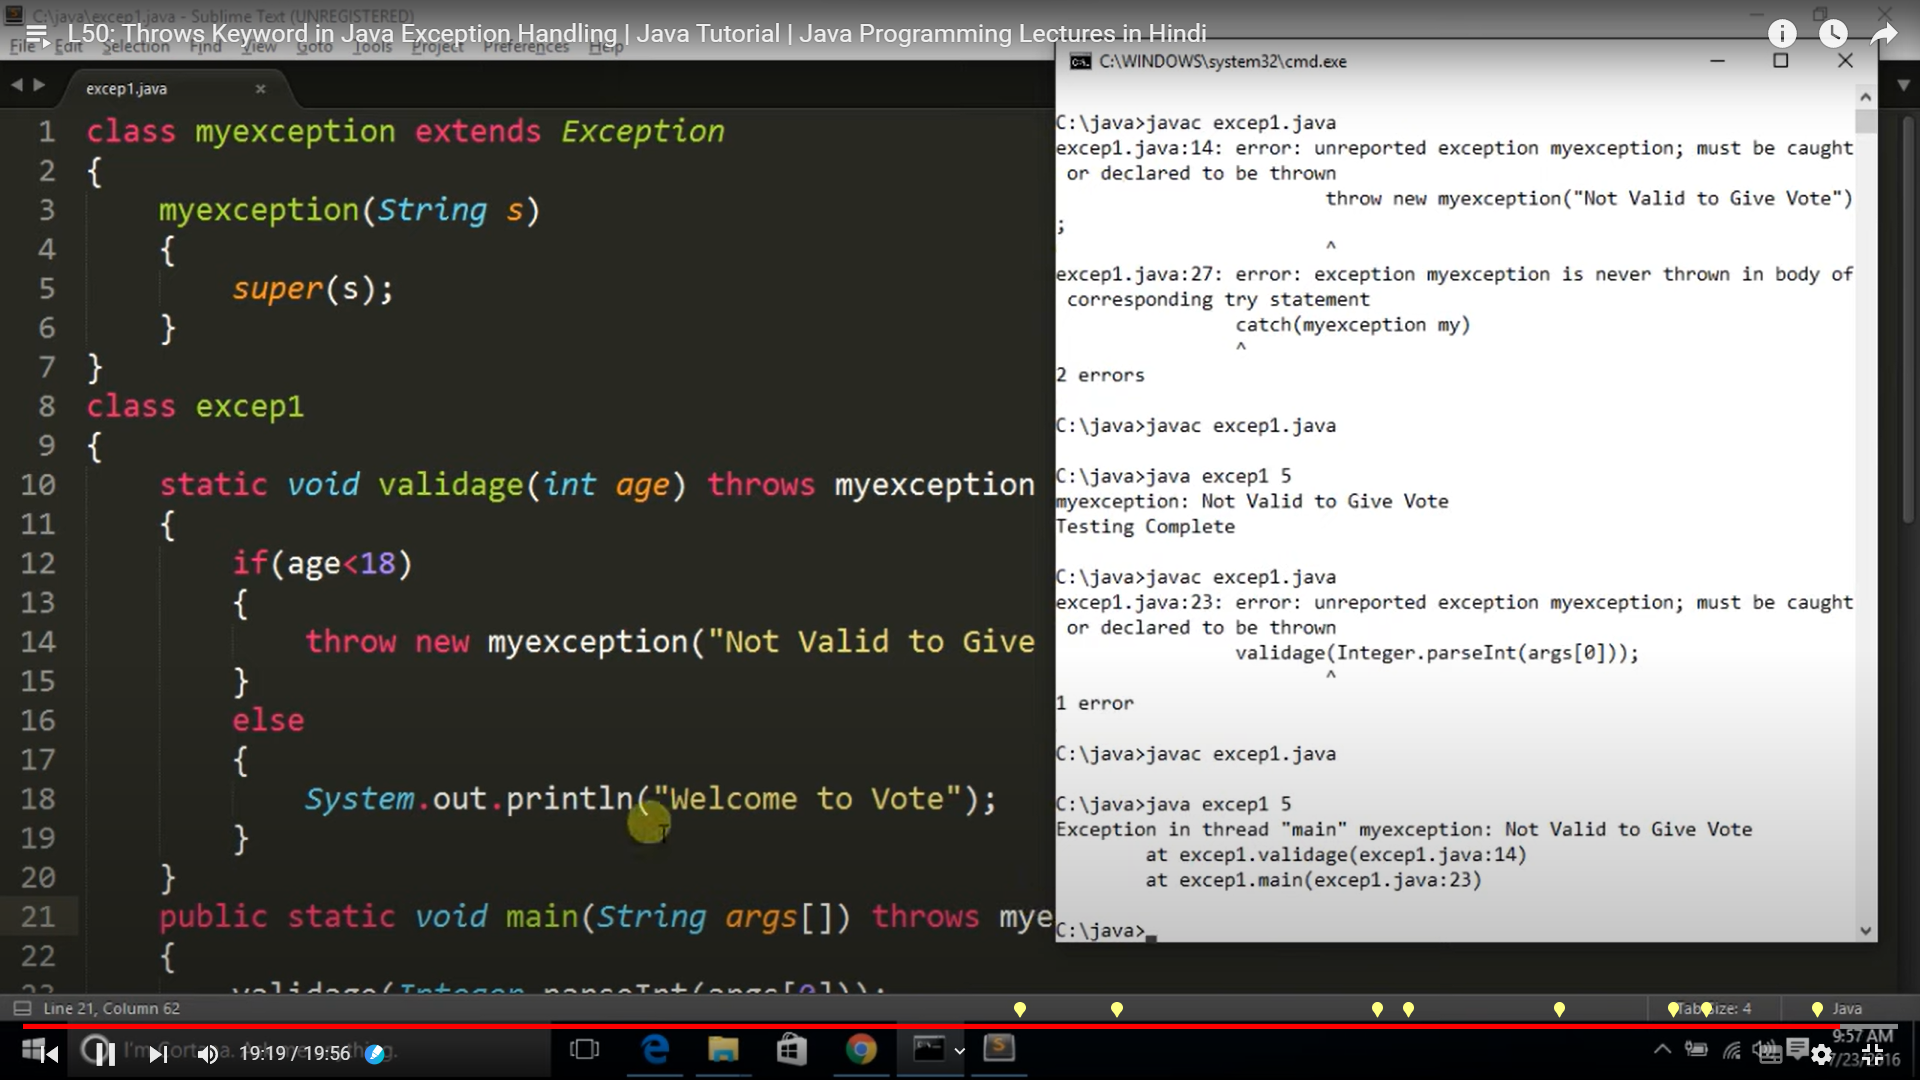 C:\java\excep1.java - Sublime Text (UNREGISTERED)
L50: Throws Keyword in Java Exception Handling | Java Tutorial | Java Programming Lectures in Hindi
File Edit Selection Find View Goto Tools Project Preferences Help
excep1.java
1 class myexception extends Exception
2 {
3 myexception(String s)
4 {
5 super(s);
6 }
7 }
8 class excep1
9 {
10 static void validage(int age) throws myexception
11 {
12 if(age<18)
13 {
14 throw new myexception("Not Valid to Give
15 }
16 else
17 {
18 System.out.println("Welcome to Vote");
19 }
20 }
21 public static void main(String args[]) throws mye
22 {
23 validage(Integer.parseInt(args[0]));
C:\WINDOWS\system32\cmd.exe
C:\java>javac excep1.java
excep1.java:14: error: unreported exception myexception; must be caught
or declared to be thrown
throw new myexception("Not Valid to Give Vote")
;
^
excep1.java:27: error: exception myexception is never thrown in body of
corresponding try statement
catch(myexception my)
^
2 errors
C:\java>javac excep1.java
C:\java>java excep1 5
myexception: Not Valid to Give Vote
Testing Complete
C:\java>javac excep1.java
excep1.java:23: error: unreported exception myexception; must be caught
or declared to be thrown
validage(Integer.parseInt(args[0]));
^
1 error
C:\java>javac excep1.java
C:\java>java excep1 5
Exception in thread "main" myexception: Not Valid to Give Vote
at excep1.validage(excep1.java:14)
at excep1.main(excep1.java:23)
C:\java>
Line 21, Column 62
Tab Size: 4
Java
I'm Cortana. Ask me anything.
19:19 / 19:56
9:57 AM
7/23/2016